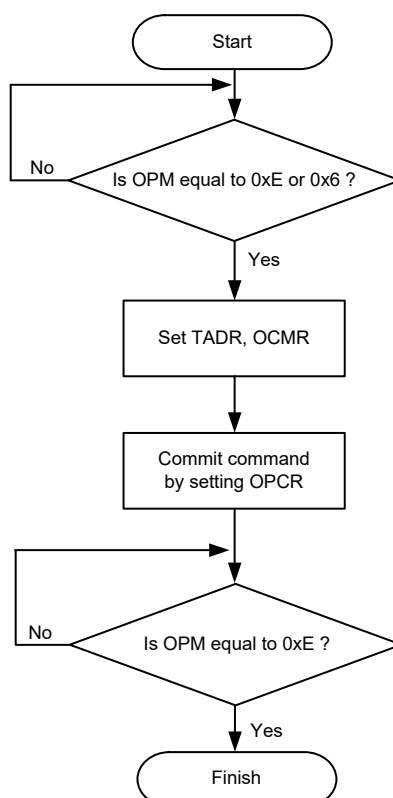 Start
Is OPM equal to 0xE or 0x6 ?
No
Yes
Set TADR, OCMR
Commit command
by setting OPCR
Is OPM equal to 0xE ?
No
Yes
Finish